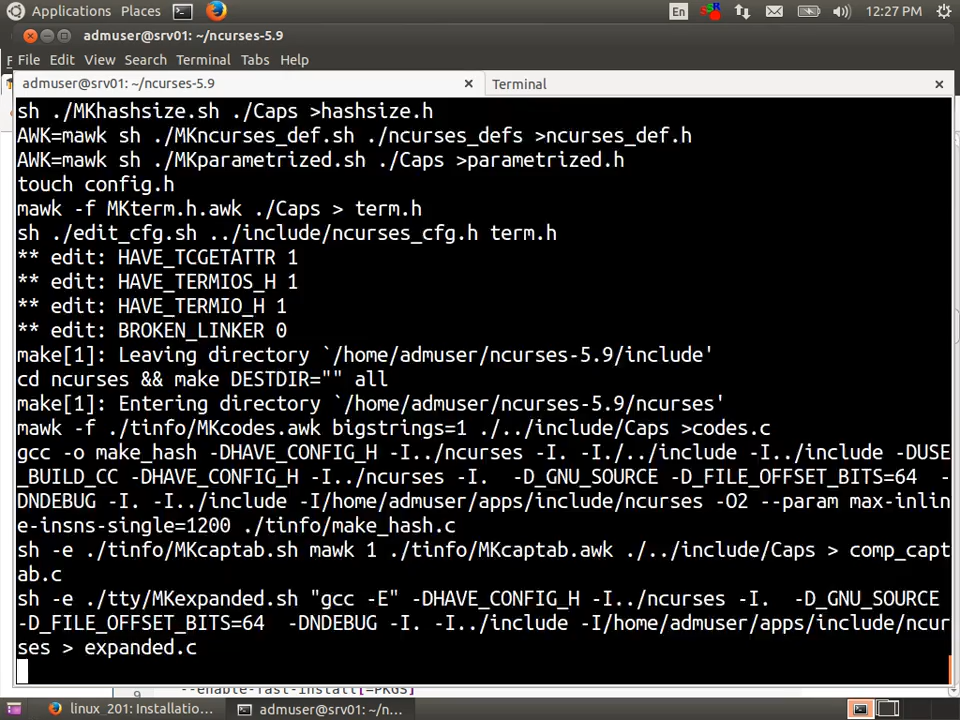 Applications Places En 12:27 PM
admuser@srv01: ~/ncurses-5.9
File Edit View Search Terminal Tabs Help
admuser@srv01: ~/ncurses-5.9 × Terminal ×
sh ./MKhashsize.sh ./Caps >hashsize.h
AWK=mawk sh ./MKncurses_def.sh ./ncurses_defs >ncurses_def.h
AWK=mawk sh ./MKparametrized.sh ./Caps >parametrized.h
touch config.h
mawk -f MKterm.h.awk ./Caps > term.h
sh ./edit_cfg.sh ../include/ncurses_cfg.h term.h
** edit: HAVE_TCGETATTR 1
** edit: HAVE_TERMIOS_H 1
** edit: HAVE_TERMIO_H 1
** edit: BROKEN_LINKER 0
make[1]: Leaving directory `/home/admuser/ncurses-5.9/include'
cd ncurses && make DESTDIR="" all
make[1]: Entering directory `/home/admuser/ncurses-5.9/ncurses'
mawk -f ./tinfo/MKcodes.awk bigstrings=1 ./../include/Caps >codes.c
gcc -o make_hash -DHAVE_CONFIG_H -I../ncurses -I. -I./../include -I../include -DUSE
_BUILD_CC -DHAVE_CONFIG_H -I../ncurses -I.  -D_GNU_SOURCE -D_FILE_OFFSET_BITS=64  -
DNDEBUG -I. -I../include -I/home/admuser/apps/include/ncurses -O2 --param max-inlin
e-insns-single=1200 ./tinfo/make_hash.c
sh -e ./tinfo/MKcaptab.sh mawk 1 ./tinfo/MKcaptab.awk ./../include/Caps > comp_capt
ab.c
sh -e ./tty/MKexpanded.sh "gcc -E" -DHAVE_CONFIG_H -I../ncurses -I.  -D_GNU_SOURCE
-D_FILE_OFFSET_BITS=64  -DNDEBUG -I. -I../include -I/home/admuser/apps/include/ncur
ses > expanded.c
9 --enable-fast-install[=PKGS]
linux_201: Installatio... admuser@srv01: ~/n...